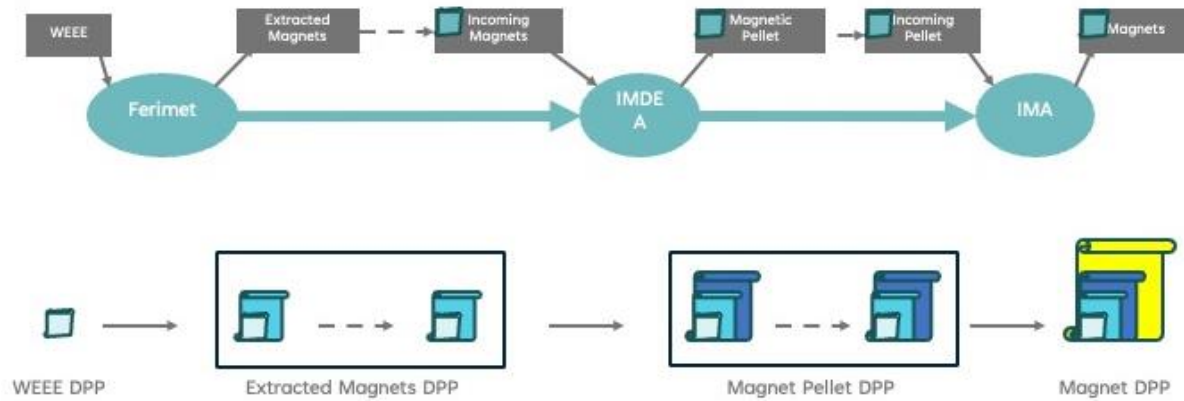 WEEE
Extracted
Magnets
Incoming
Magnets
Magnetic
Pellet
Incoming
Pellet
Magnets
Ferimet
IMDE
A
IMA
WEEE DPP
Extracted Magnets DPP
Magnet Pellet DPP
Magnet DPP